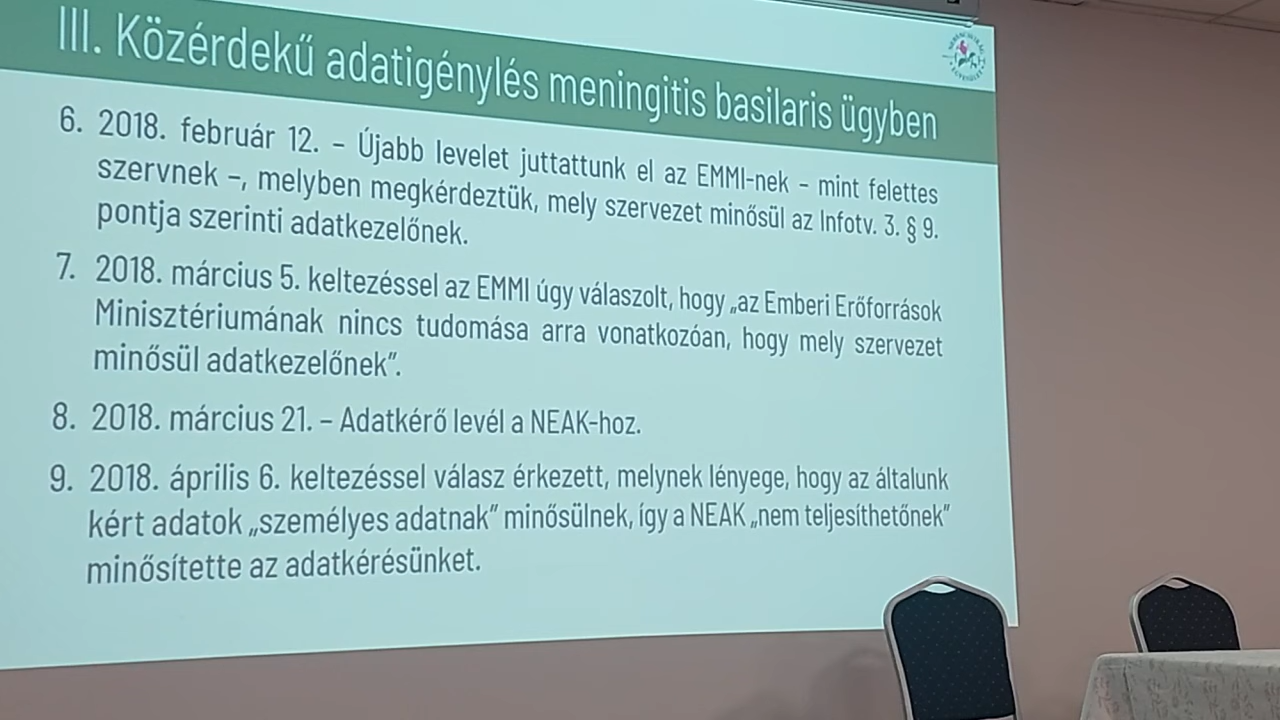 III. Közérdekű adatigénylés meningitis basilaris ügyben
6. 2018. február 12. – Újabb levelet juttattunk el az EMMI-nek – mint felettes
szervnek –, melyben megkérdeztük, mely szervezet minősül az Infotv. 3. § 9.
pontja szerinti adatkezelőnek.
7. 2018. március 5. keltezéssel az EMMI úgy válaszolt, hogy „az Emberi Erőforrások
Minisztériumának nincs tudomása arra vonatkozóan, hogy mely szervezet
minősül adatkezelőnek”.
8. 2018. március 21. – Adatkérő levél a NEAK-hoz.
9. 2018. április 6. keltezéssel válasz érkezett, melynek lényege, hogy az általunk
kért adatok „személyes adatnak” minősülnek, így a NEAK „nem teljesíthetőnek”
minősítette az adatkérésünket.